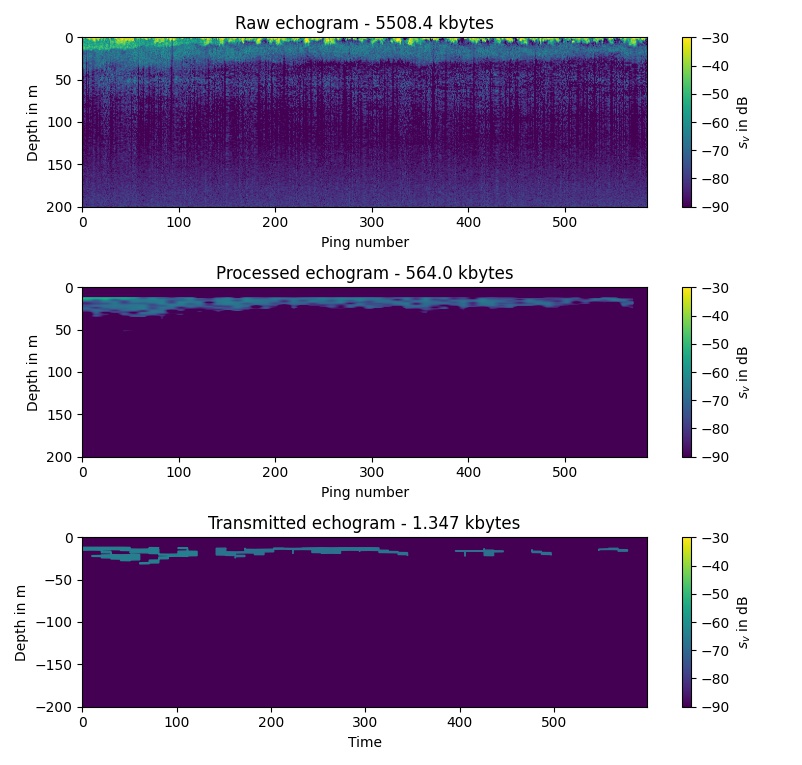 Raw echogram - 5508.4 kbytes
0
50
100
150
200
Depth in m
0 100 200 300 400 500
Ping number
−30
−40
−50
−60
−70
−80
−90
sv in dB
Processed echogram - 564.0 kbytes
0
50
100
150
200
Depth in m
0 100 200 300 400 500
Ping number
−30
−40
−50
−60
−70
−80
−90
sv in dB
Transmitted echogram - 1.347 kbytes
0
−50
−100
−150
−200
Depth in m
0 100 200 300 400 500
Time
−30
−40
−50
−60
−70
−80
−90
sv in dB